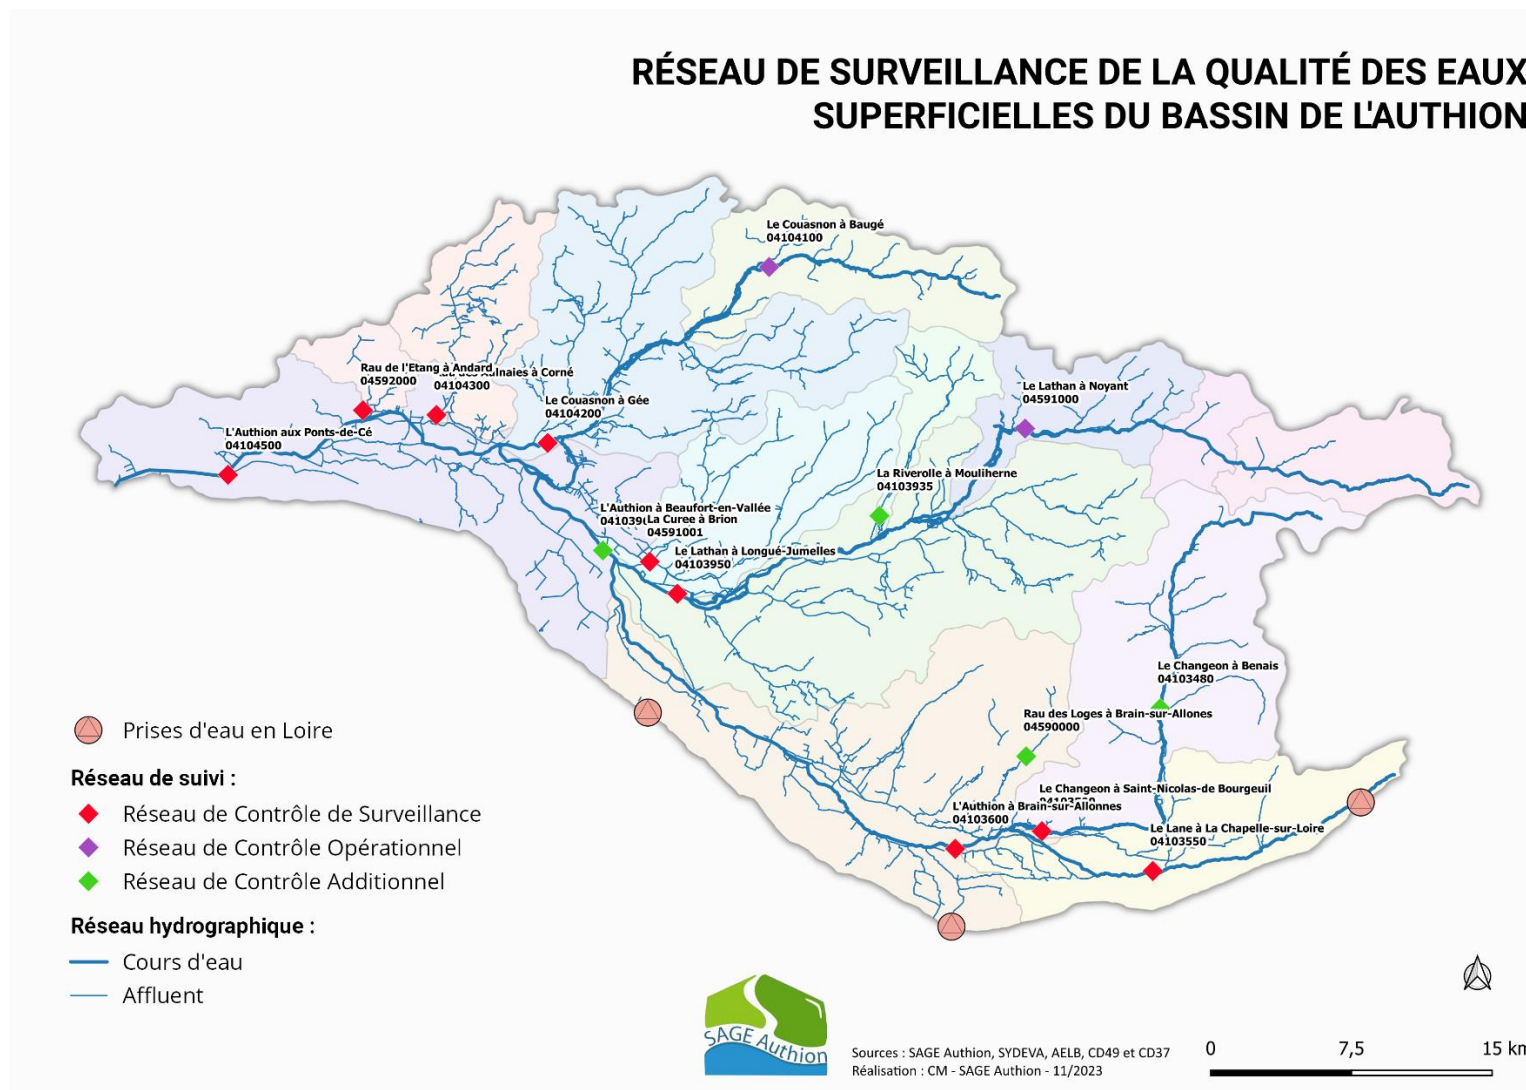 RÉSEAU DE SURVEILLANCE DE LA QUALITÉ DES EAUX
SUPERFICIELLES DU BASSIN DE L'AUTHION
Le Couasnon à Baugé
04104100
Rau de l'Etang à Andard
04592000
Aulnaies à Corné
04104300
Le Couasnon à Gée
04104200
Le Lathan à Noyant
04591000
L'Authion aux Ponts-de-Cé
04104500
La Riverolle à Mouliherne
04103935
L'Authion à Beaufort-en-Vallée
La Curee à Brion
04591001
Le Lathan à Longué-Jumelles
04103950
Le Changeon à Benais
04103480
Rau des Loges à Brain-sur-Allones
04590000
Le Changeon à Saint-Nicolas-de Bourgeuil
L'Authion à Brain-sur-Allonnes
04103600
Le Lane à La Chapelle-sur-Loire
04103550
Prises d'eau en Loire
Réseau de suivi :
Réseau de Contrôle de Surveillance
Réseau de Contrôle Opérationnel
Réseau de Contrôle Additionnel
Réseau hydrographique :
Cours d'eau
Affluent
SAGE Authion
Sources : SAGE Authion, SYDEVA, AELB, CD49 et CD37
Réalisation : CM - SAGE Authion - 11/2023
0 7,5 15 km